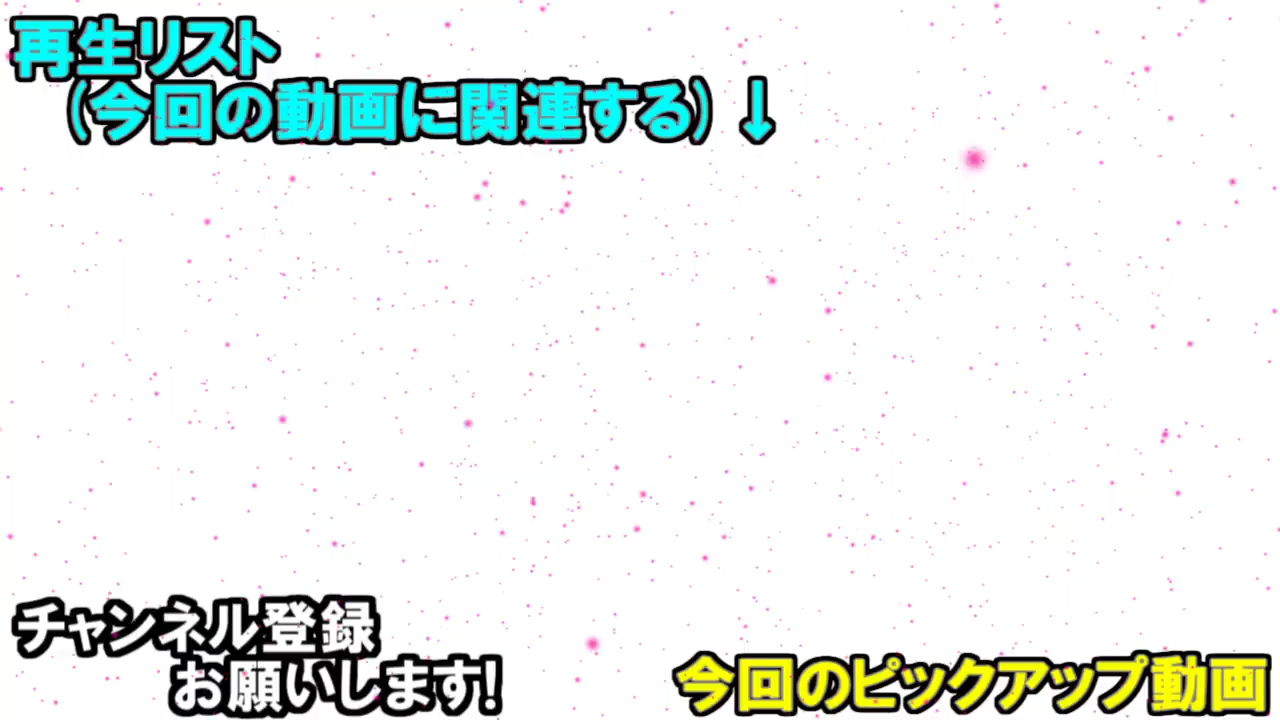 再生リスト
(今回の動画に関連する)↓
チャンネル登録
お願いします!
今回のピックアップ動画